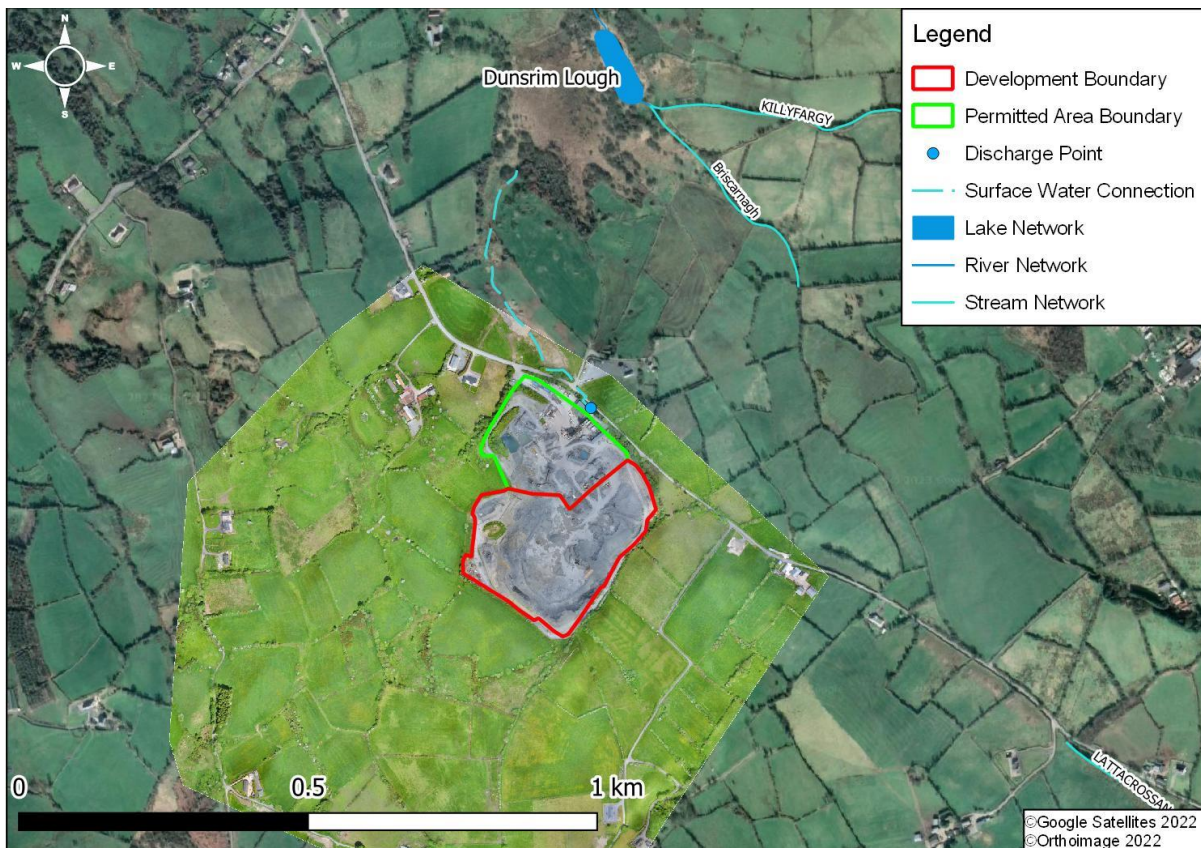 N
W E
S
Dunsrim Lough
KILLYFARGY
Briscarnagh
Legend
Development Boundary
Permitted Area Boundary
Discharge Point
Surface Water Connection
Lake Network
River Network
Stream Network
LATTACROSSAN
0 0.5 1 km
©Google Satellites 2022
©Orthoimage 2022